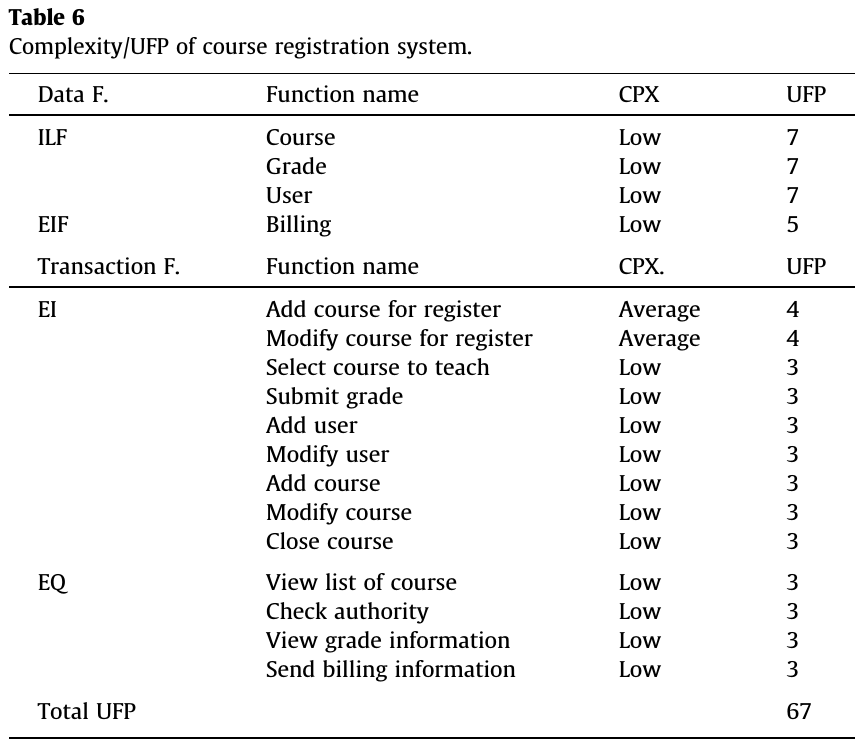 Table 6
Complexity/UFP of course registration system.
Data F. Function name CPX UFP
ILF Course Low 7
Grade Low 7
User Low 7
EIF Billing Low 5
Transaction F. Function name CPX. UFP
EI Add course for register Average 4
Modify course for register Average 4
Select course to teach Low 3
Submit grade Low 3
Add user Low 3
Modify user Low 3
Add course Low 3
Modify course Low 3
Close course Low 3
EQ View list of course Low 3
Check authority Low 3
View grade information Low 3
Send billing information Low 3
Total UFP 67